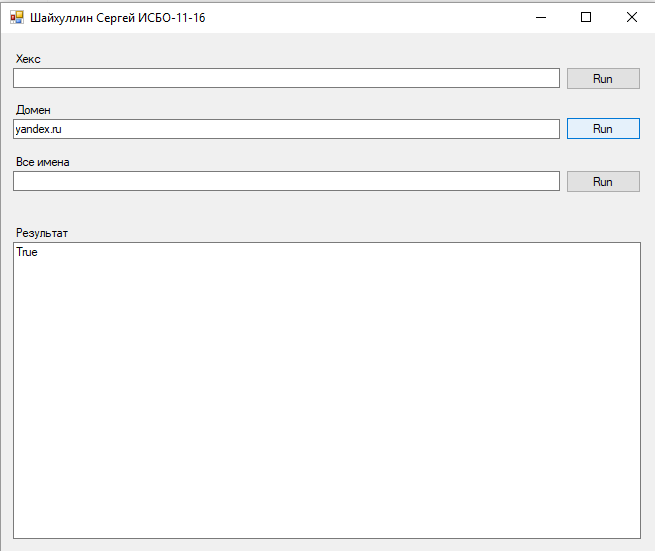 Шайхуллин Сергей ИСБО-11-16
Хекс
Run
Домен
yandex.ru
Run
Все имена
Run
Результат
True